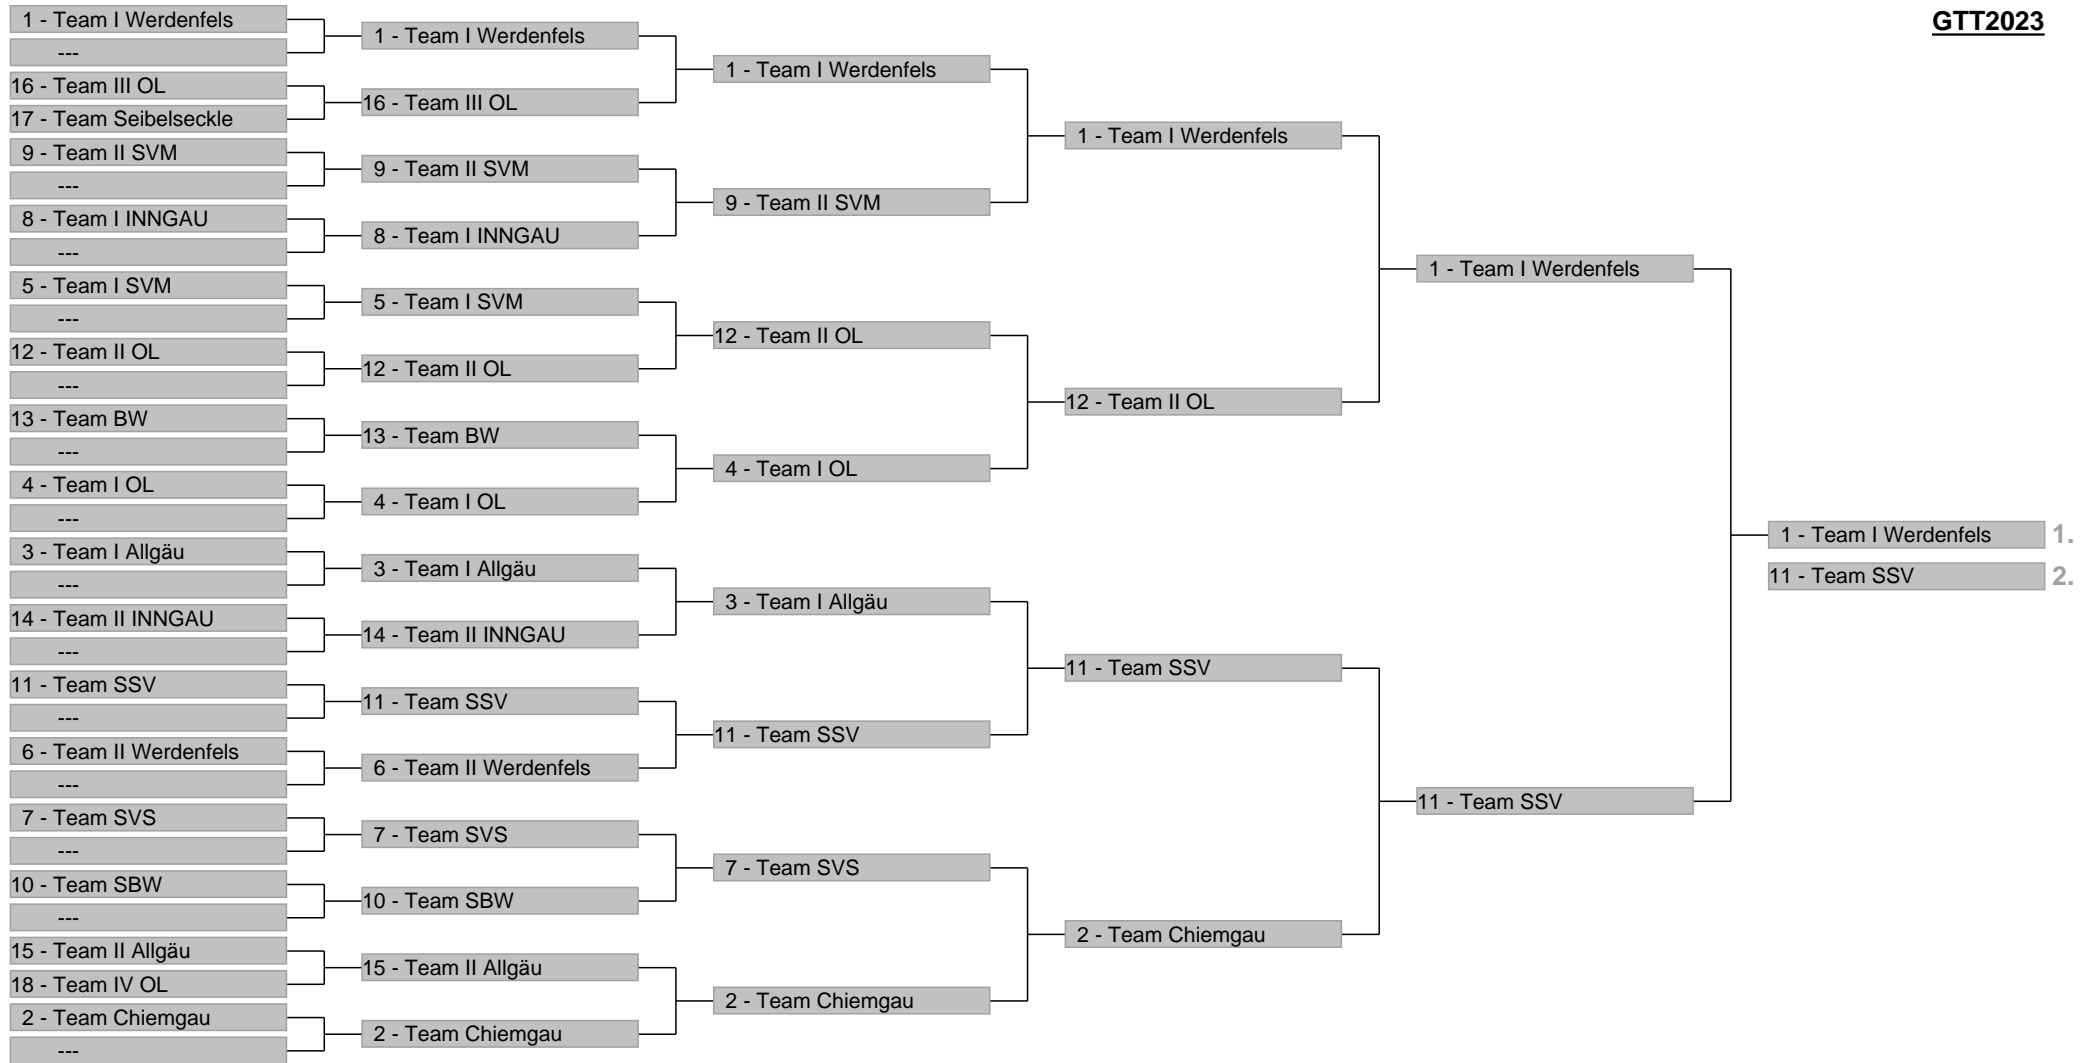 GTT2023
1 - Team I Werdenfels
---
16 - Team III OL
17 - Team Seibelseckle
9 - Team II SVM
---
8 - Team I INNGAU
---
5 - Team I SVM
---
12 - Team II OL
---
13 - Team BW
---
4 - Team I OL
---
3 - Team I Allgäu
---
14 - Team II INNGAU
---
11 - Team SSV
---
6 - Team II Werdenfels
---
7 - Team SVS
---
10 - Team SBW
---
15 - Team II Allgäu
18 - Team IV OL
2 - Team Chiemgau
---
1 - Team I Werdenfels
16 - Team III OL
9 - Team II SVM
8 - Team I INNGAU
5 - Team I SVM
12 - Team II OL
13 - Team BW
4 - Team I OL
3 - Team I Allgäu
14 - Team II INNGAU
11 - Team SSV
6 - Team II Werdenfels
7 - Team SVS
10 - Team SBW
15 - Team II Allgäu
2 - Team Chiemgau
1 - Team I Werdenfels
9 - Team II SVM
12 - Team II OL
4 - Team I OL
3 - Team I Allgäu
11 - Team SSV
7 - Team SVS
2 - Team Chiemgau
1 - Team I Werdenfels
12 - Team II OL
11 - Team SSV
2 - Team Chiemgau
1 - Team I Werdenfels
11 - Team SSV
1 - Team I Werdenfels 1.
11 - Team SSV 2.